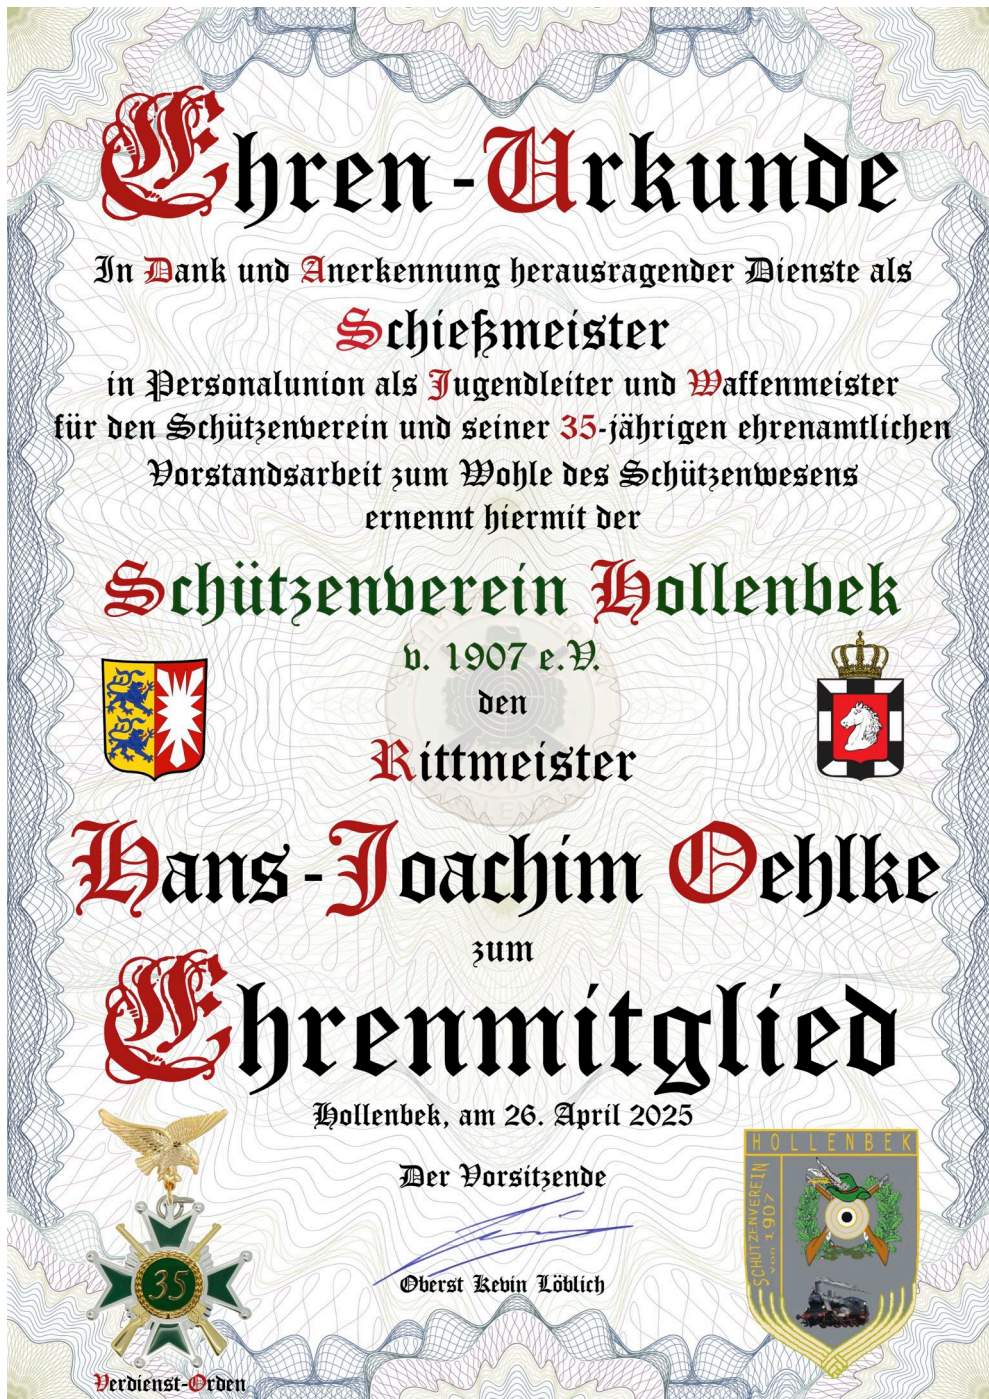 Ehren-Urkunde
In Dank und Anerkennung herausragender Dienste als
Schießmeister
in Personalunion als Jugendleiter und Waffenmeister
für den Schützenverein und seiner 35-jährigen ehrenamtlichen
Vorstandsarbeit zum Wohle des Schützenwesens
ernennt hiermit der
Schützenverein Hollenbek
v. 1907 e.V.
den
Rittmeister
Hans-Joachim Oehlke
zum
Ehrenmitglied
Hollenbek, am 26. April 2025
Der Vorsitzende
Oberst Kevin Löblich
35
Verdienst-Orden
HOLLENBEK
SCHÜTZENVEREIN
von 1907